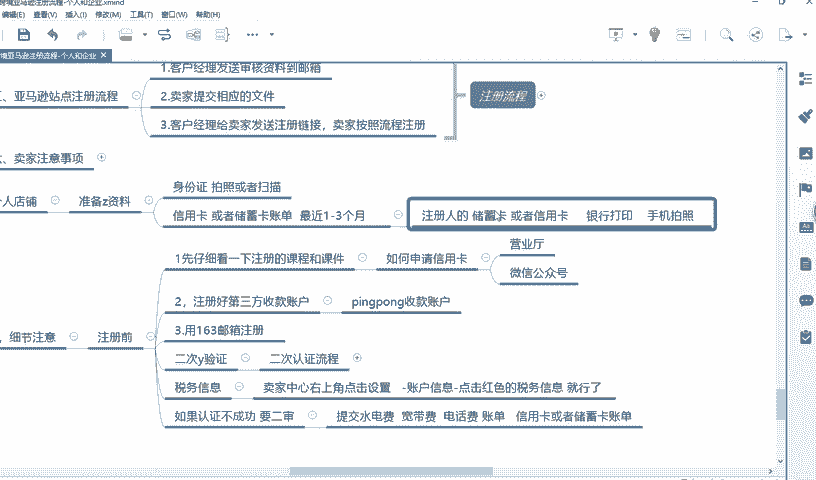 境亚马逊注册流程-个人和企业.xmind
编辑(E) 查看(V) 插入(I) 修改(M) 工具(T) 窗口(W) 帮助(H)
境亚马逊注册流程-个人和企业
1.客户经理发送审核资料到邮箱
、亚马逊站点注册流程
2.卖家提交相应的文件
3.客户经理给卖家发送注册链接，卖家按照流程注册
注册流程
、卖家注意事项
人店铺
准备z资料
身份证 拍照或者扫描
信用卡 或者储蓄卡账单 最近1-3个月
注册人的 储蓄卡 或者信用卡 银行打印 手机拍照
，细节注意
注册前
1先仔细看一下注册的课程和课件
如何申请信用卡
营业厅
微信公众号
2，注册好第三方收款账户
pingpong收款账户
3.用163邮箱注册
二次y验证
二次认证流程
税务信息
卖家中心右上角点击设置 -账户信息-点击红色的税务信息 就行了
如果认证不成功 要二审
提交水电费 宽带费 电话费 账单 信用卡或者储蓄卡账单